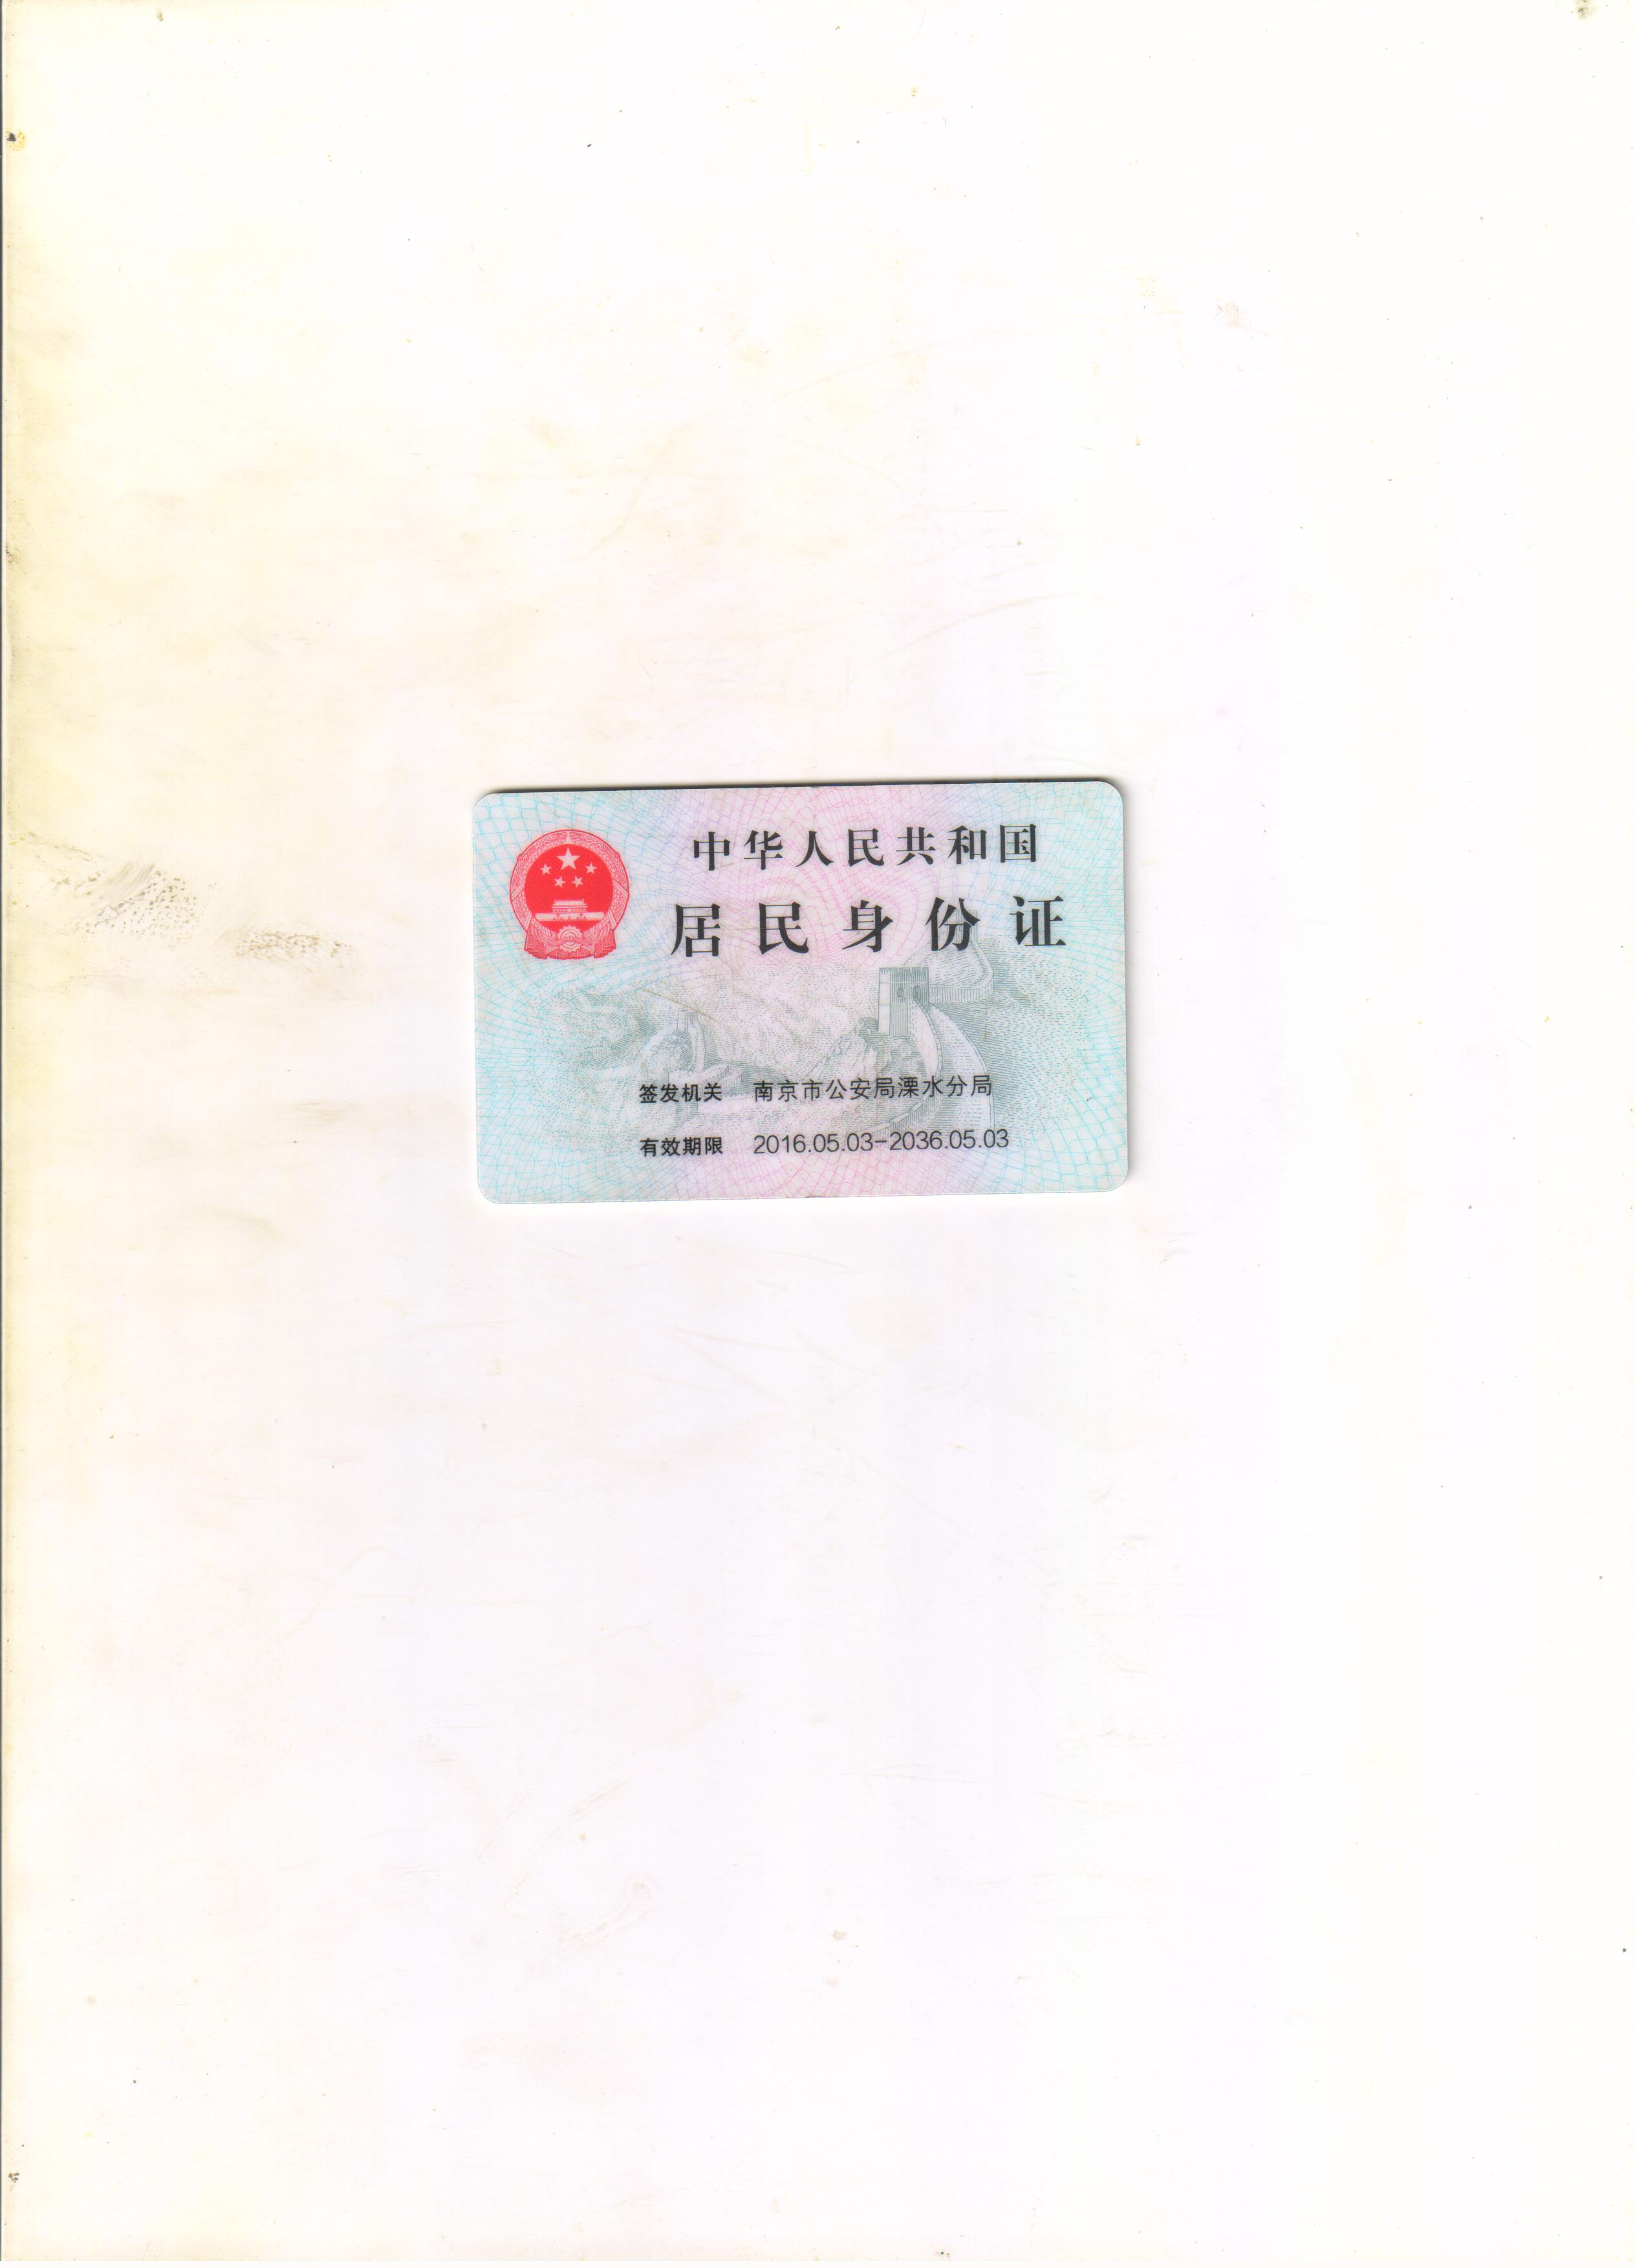 中华人民共和国
居民身份证
签发机关 南京市公安局溧水分局
有效期限 2016.05.03-2036.05.03